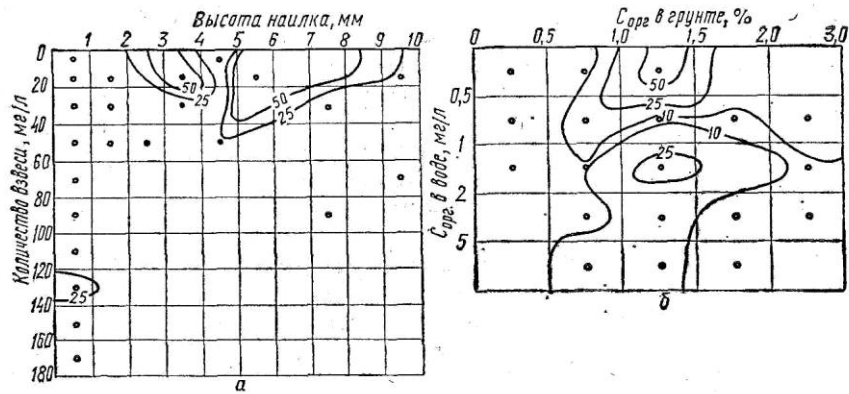 Высота наилка, мм
0 1 2 3 4 5 6 7 8 9 10
Количество взвеси, мг/л
20
40
60
80
100
120
140
160
180
50
25
50
25
25
а
Сорг в грунте, %
0 0,5 1,0 1,5 2,0 3,0
Сорг. в воде, мг/л
0,5
1
2
5
50
25
10
10
25
б